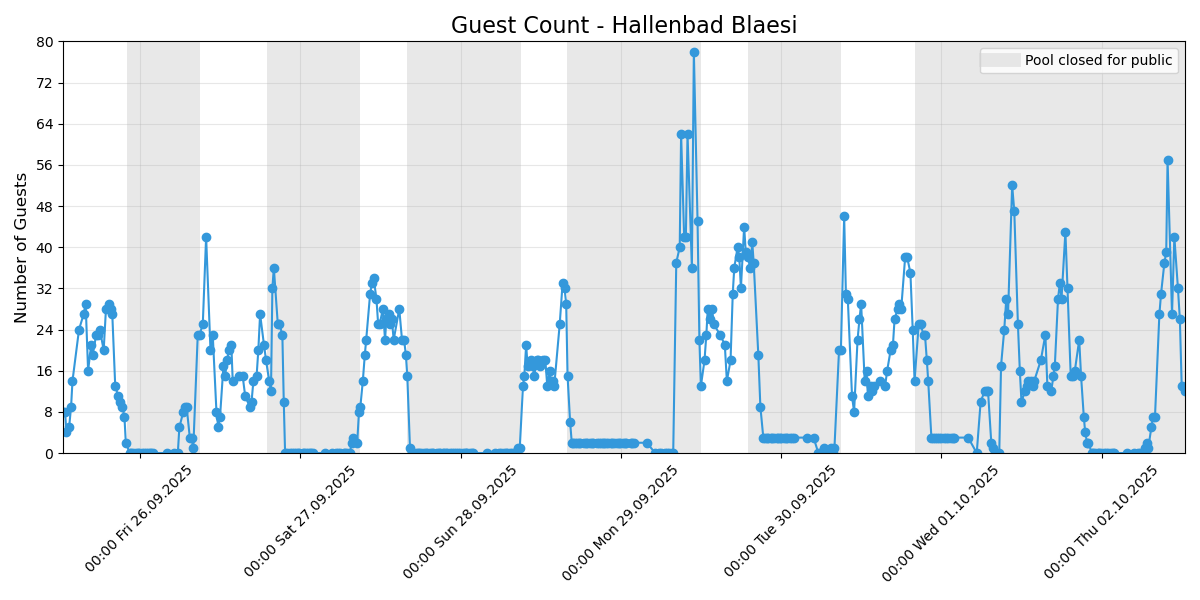 Guest Count - Hallenbad Blaesi
Number of Guests
80
72
64
56
48
40
32
24
16
8
0
Pool closed for public
00:00 Fri 26.09.2025
00:00 Sat 27.09.2025
00:00 Sun 28.09.2025
00:00 Mon 29.09.2025
00:00 Tue 30.09.2025
00:00 Wed 01.10.2025
00:00 Thu 02.10.2025